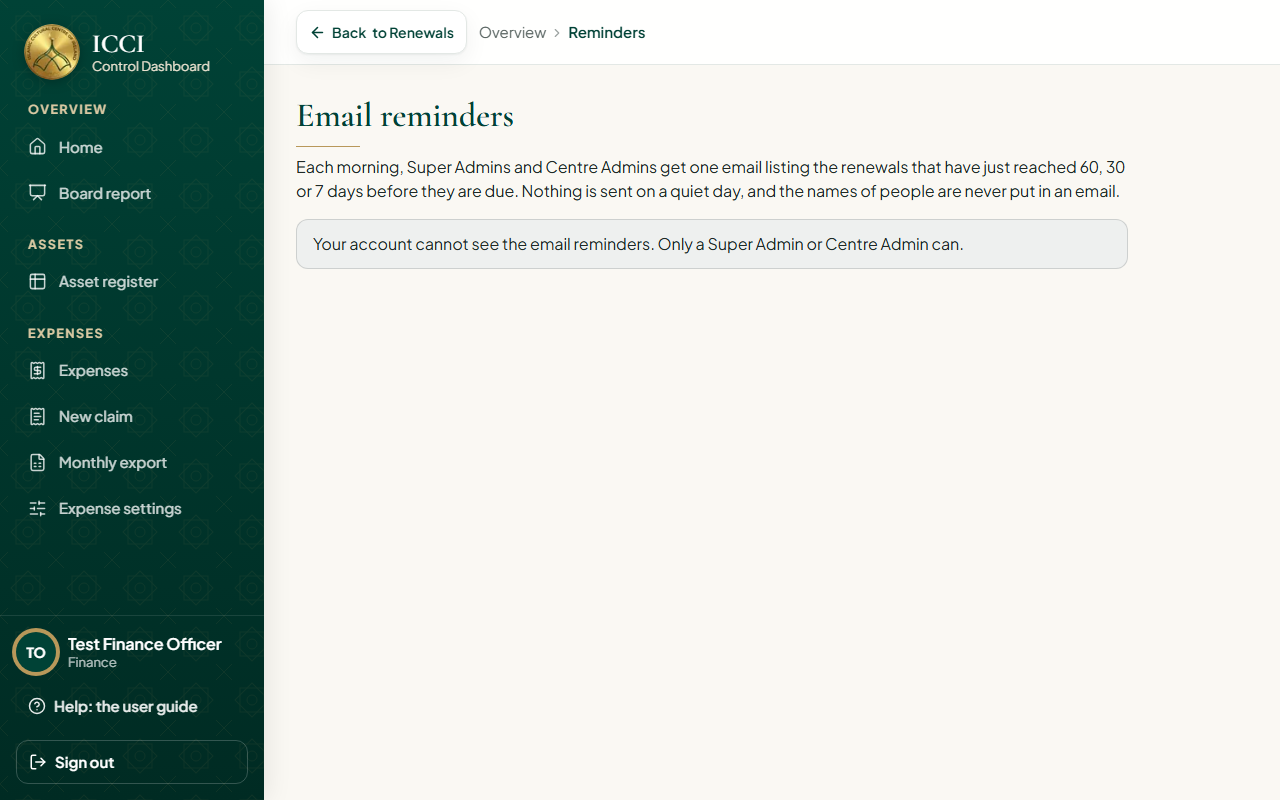 ICCI
Control Dashboard
OVERVIEW
Home
Board report
ASSETS
Asset register
EXPENSES
Expenses
New claim
Monthly export
Expense settings
TO
Test Finance Officer
Finance
Help: the user guide
Sign out
Back to Renewals
Overview > Reminders
Email reminders
Each morning, Super Admins and Centre Admins get one email listing the renewals that have just reached 60, 30
or 7 days before they are due. Nothing is sent on a quiet day, and the names of people are never put in an email.
Your account cannot see the email reminders. Only a Super Admin or Centre Admin can.